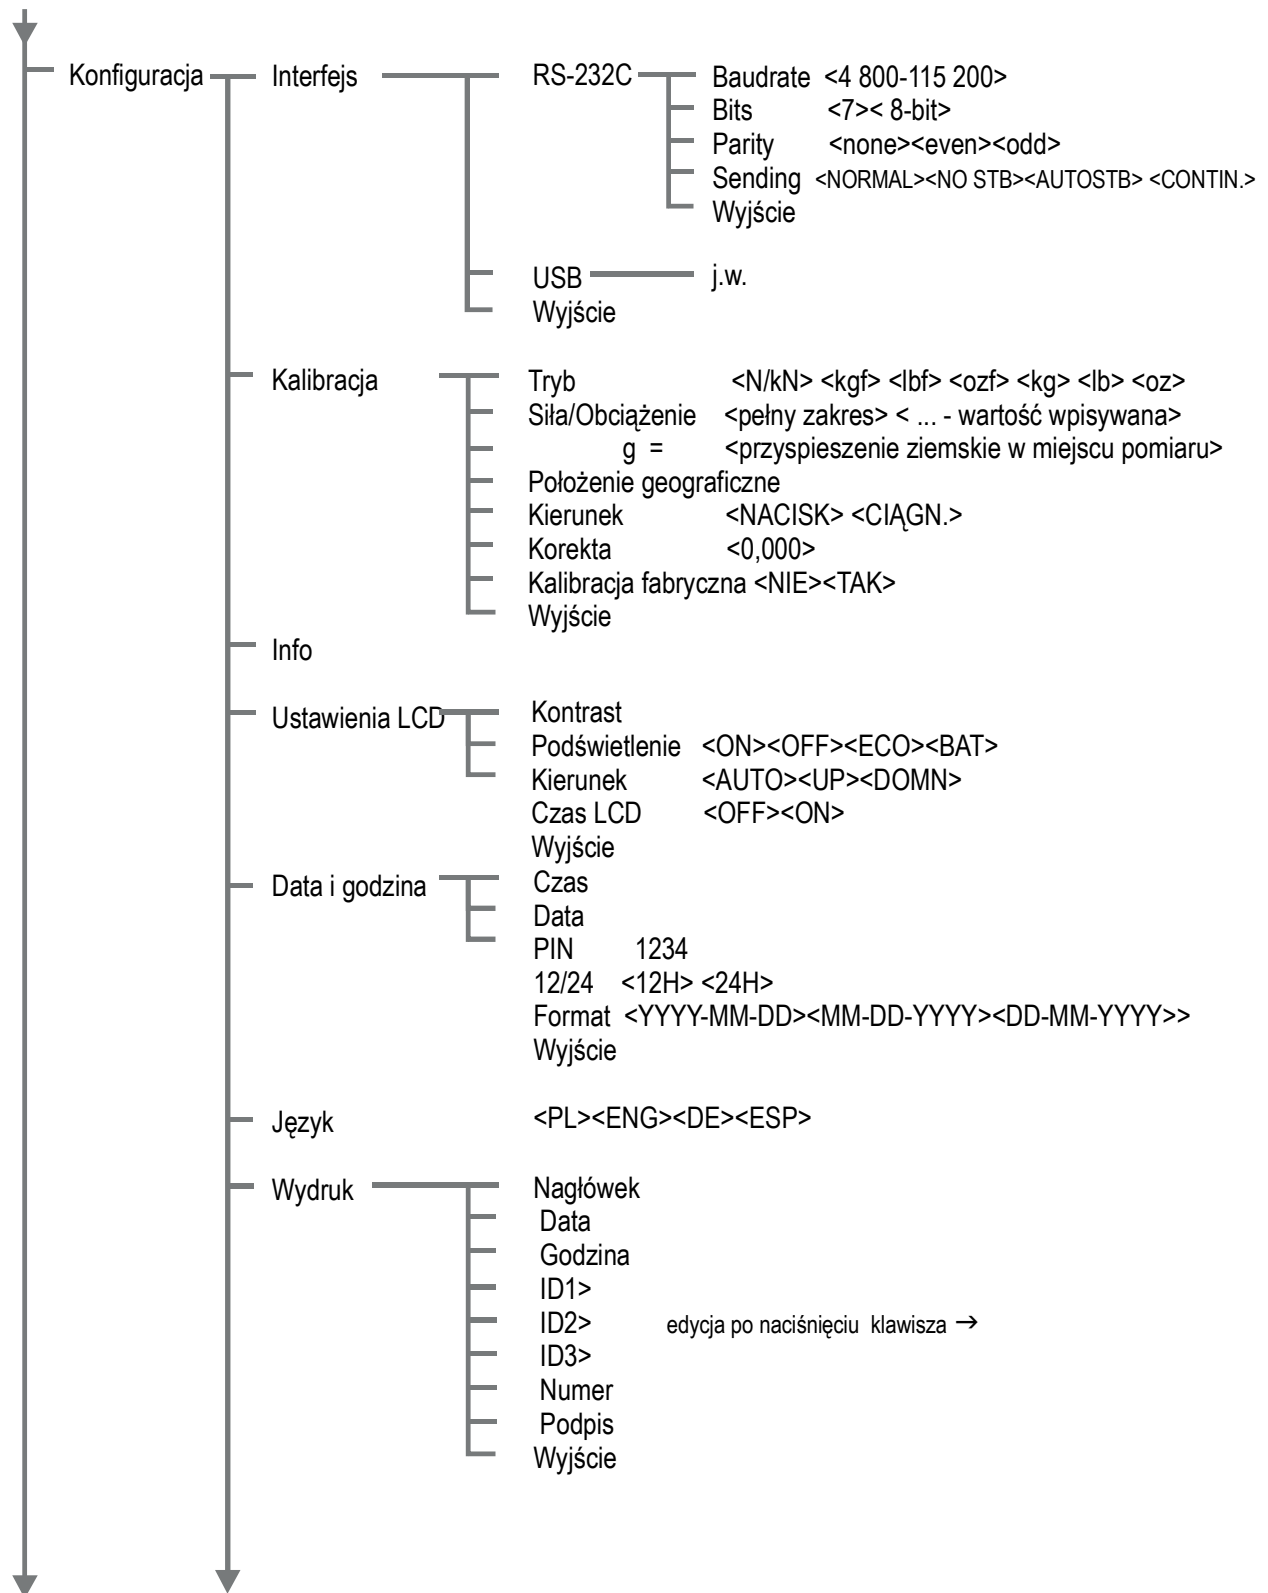 Konfiguracja Interfejs RS-232C Baudrate <4 800-115 200>
Bits <7>< 8-bit>
Parity <none><even><odd>
Sending <NORMAL><NO STB><AUTOSTB> <CONTIN.>
Wyjście
USB j.w.
Wyjście
Kalibracja Tryb <N/kN> <kgf> <lbf> <ozf> <kg> <lb> <oz>
Siła/Obciążenie <pełny zakres> < ... - wartość wpisywana>
g = <przyspieszenie ziemskie w miejscu pomiaru>
Położenie geograficzne
Kierunek <NACISK> <CIĄGN.>
Korekta <0,000>
Kalibracja fabryczna <NIE><TAK>
Wyjście
Info
Ustawienia LCD Kontrast
Podświetlenie <ON><OFF><ECO><BAT>
Kierunek <AUTO><UP><DOMN>
Czas LCD <OFF><ON>
Wyjście
Data i godzina Czas
Data
PIN 1234
12/24 <12H> <24H>
Format <YYYY-MM-DD><MM-DD-YYYY><DD-MM-YYYY>>
Wyjście
Język <PL><ENG><DE><ESP>
Wydruk Nagłówek
Data
Godzina
ID1>
ID2> edycja po naciśnięciu klawisza →
ID3>
Numer
Podpis
Wyjście